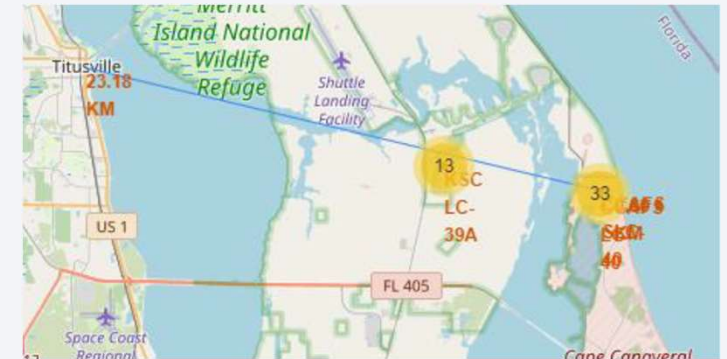 Merritt
Island National
Wildlife
Refuge
Titusville
23.18
KM
Shuttle
Landing
Facility
Florida
13
KSC
LC-
39A
33
40
US 1
FL 405
Space Coast
Regional
Cape Canaveral